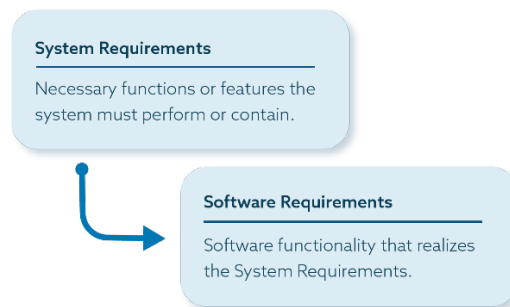 System Requirements
Necessary functions or features the
system must perform or contain.
Software Requirements
Software functionality that realizes
the System Requirements.